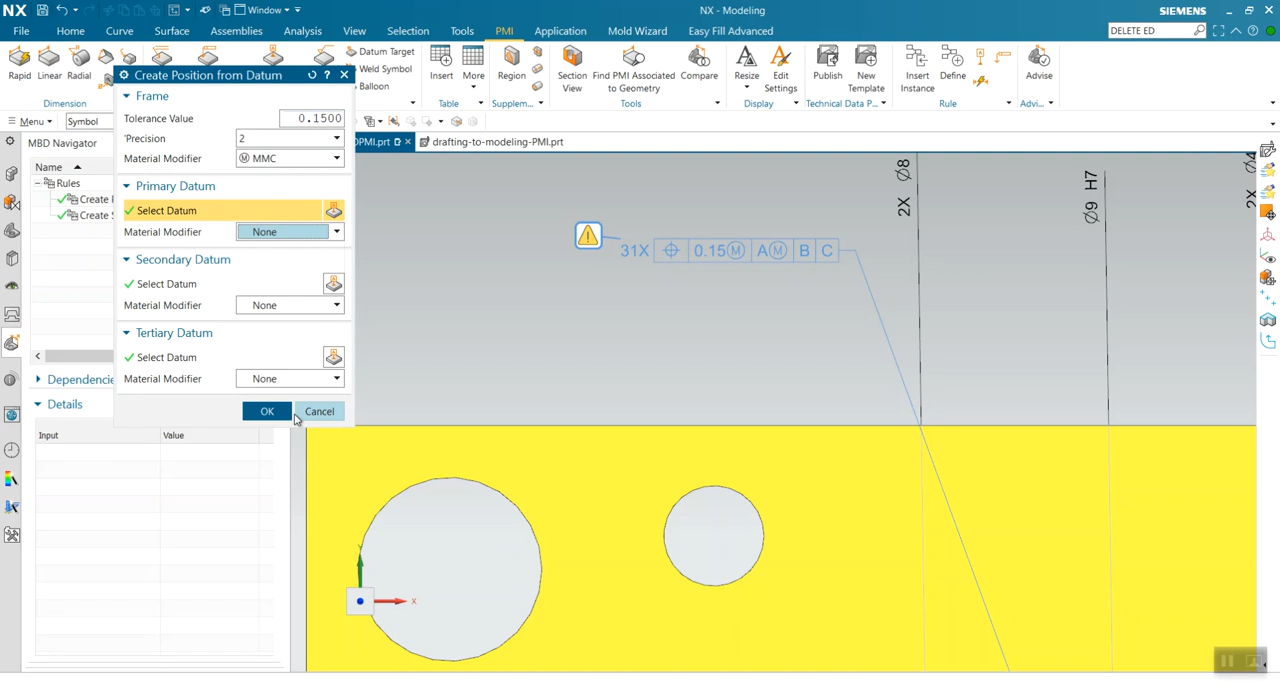 NX
Window
NX - Modeling
SIEMENS
File
Home
Curve
Surface
Assemblies
Analysis
View
Selection
Tools
PMI
Application
Mold Wizard
Easy Fill Advanced
DELETE ED
Datum Target
Weld Symbol
Balloon
Rapid
Linear
Radial
Insert
More
Region
Section View
Find PMI Associated to Geometry
Compare
Resize
Edit Settings
Publish
New Template
Insert Instance
Define
Advise
Dimension
Table
Supplem...
Tools
Display
Technical Data P...
Rule
Advi...
Menu
Symbol
Create Position from Datum
Frame
Tolerance Value
0.1500
*Precision
2
Material Modifier
Ⓜ MMC
Primary Datum
Select Datum
Material Modifier
None
Secondary Datum
Select Datum
Material Modifier
None
Tertiary Datum
Select Datum
Material Modifier
None
OK
Cancel
MBD Navigator
Name
Rules
Create
Create
Dependencie
Details
Input
Value
PMI.prt
drafting-to-modeling-PMI.prt
31X ⌖ 0.15Ⓜ AⓂ B C
2X ⌀8
⌀9 H7
2X ⌀4
X
Y